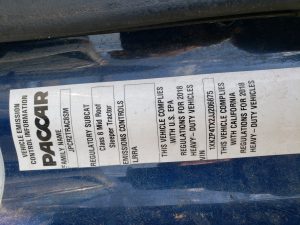 VEHICLE EMISSION
CONTROL INFORMATION
PACCAR
FAMILY NAME
REGULATORY SUBCAT
Class 8 Mid Roof
Sleeper Tractor
EMISSIONS CONTROLS
LRRA
THIS VEHICLE COMPLIES
WITH U.S. EPA
REGULATIONS FOR 2018
HEAVY-DUTY VEHICLES
VIN
THIS VEHICLE COMPLIES
WITH CALIFORNIA
REGULATIONS FOR 2018
HEAVY-DUTY VEHICLES